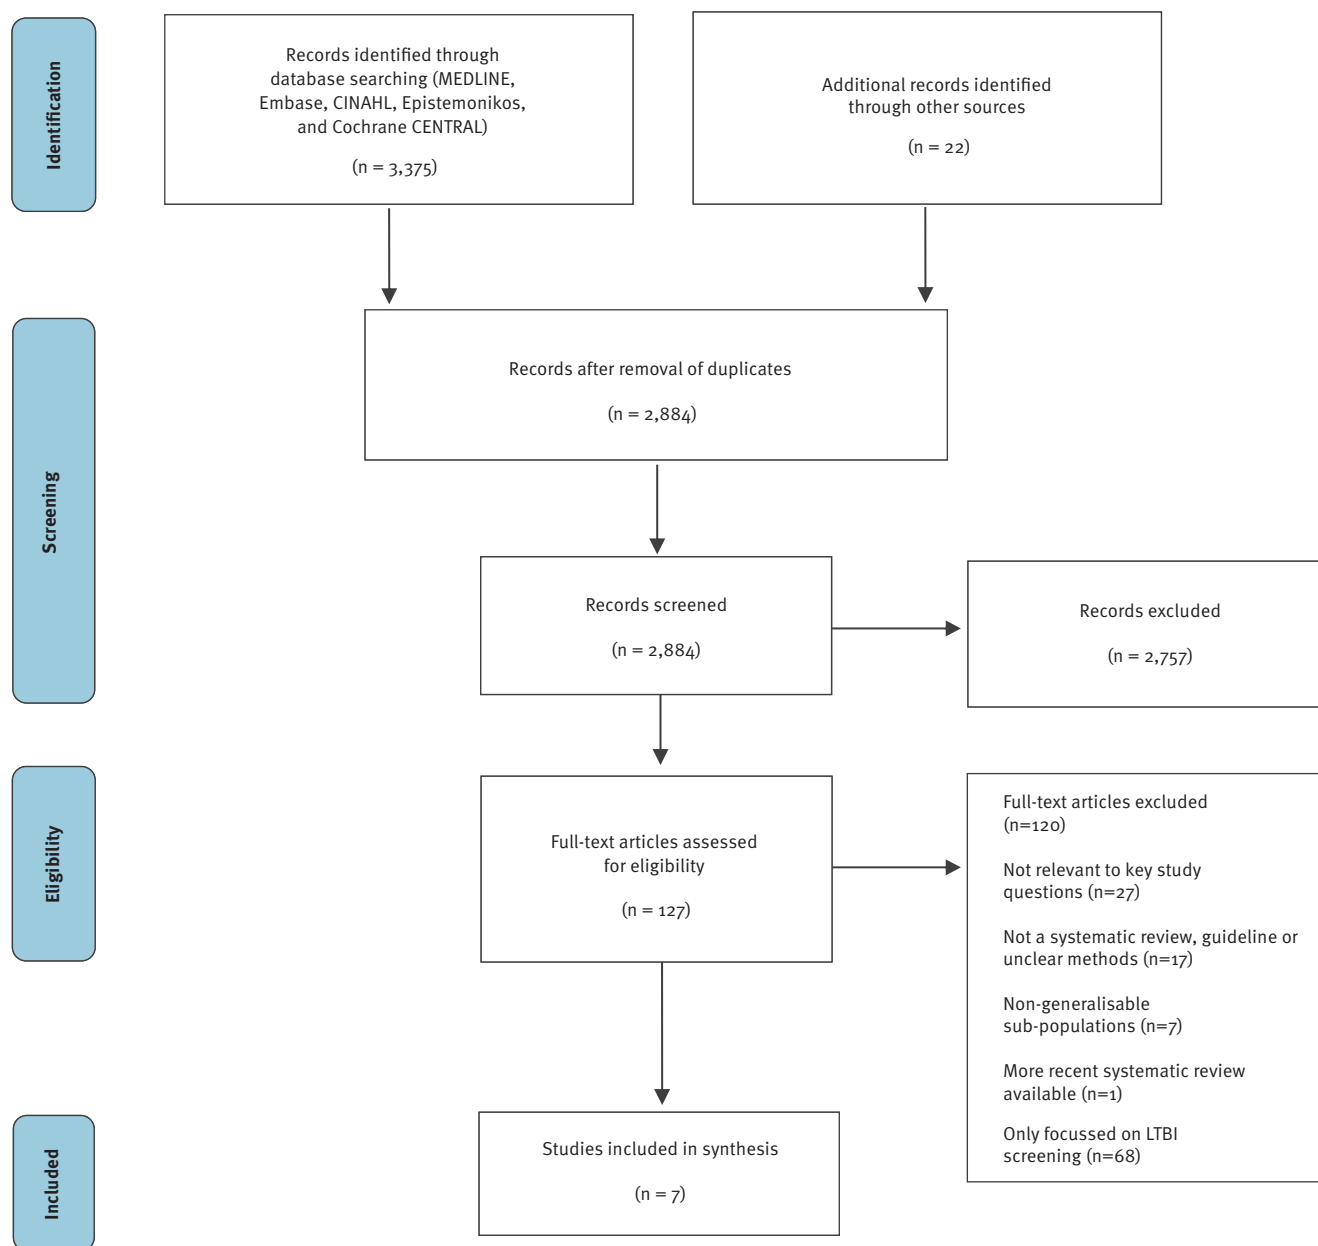 Identification
Records identified through
database searching (MEDLINE,
Embase, CINAHL, Epistemonikos,
and Cochrane CENTRAL)
(n = 3,375)
Additional records identified
through other sources
(n = 22)
Screening
Records after removal of duplicates
(n = 2,884)
Records screened
(n = 2,884)
Records excluded
(n = 2,757)
Eligibility
Full-text articles assessed
for eligibility
(n = 127)
Full-text articles excluded
(n=120)
Not relevant to key study
questions (n=27)
Not a systematic review, guideline or
unclear methods (n=17)
Non-generalisable
sub-populations (n=7)
More recent systematic review
available (n=1)
Only focussed on LTBI
screening (n=68)
Included
Studies included in synthesis
(n = 7)